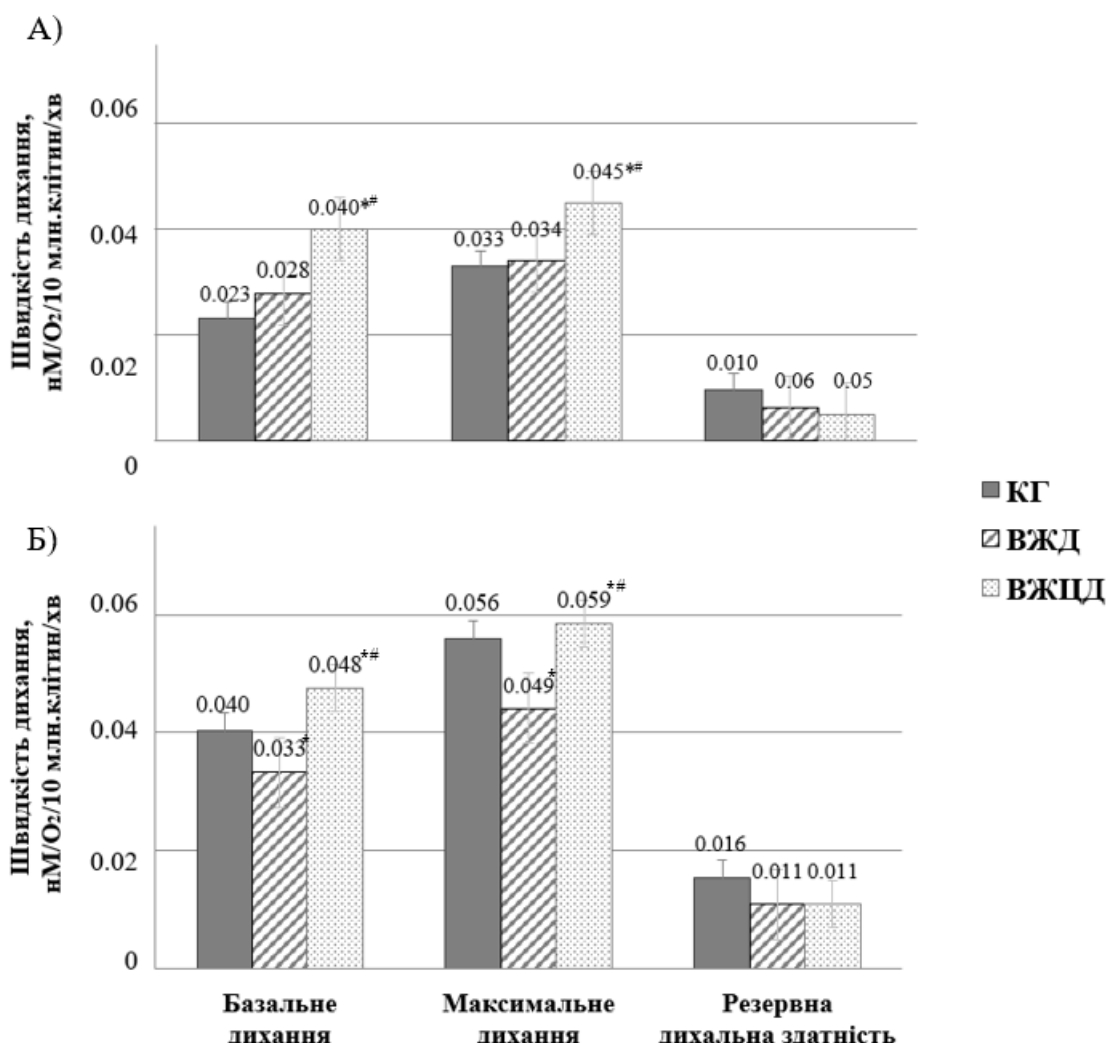 А)
Швидкість дихання,
нМ/О₂/10 млн.клітин/хв
0.06
0.04
0.02
0
0.023
0.028
0.040*#
0.033
0.034
0.045*#
0.010
0.06
0.05
КГ
ВЖД
ВЖЦД
Б)
Швидкість дихання,
нМ/О₂/10 млн.клітин/хв
0.06
0.04
0.02
0
0.040
0.033*
0.048*#
0.056
0.049*
0.059*#
0.016
0.011
0.011
Базальне
дихання
Максимальне
дихання
Резервна
дихальна здатність